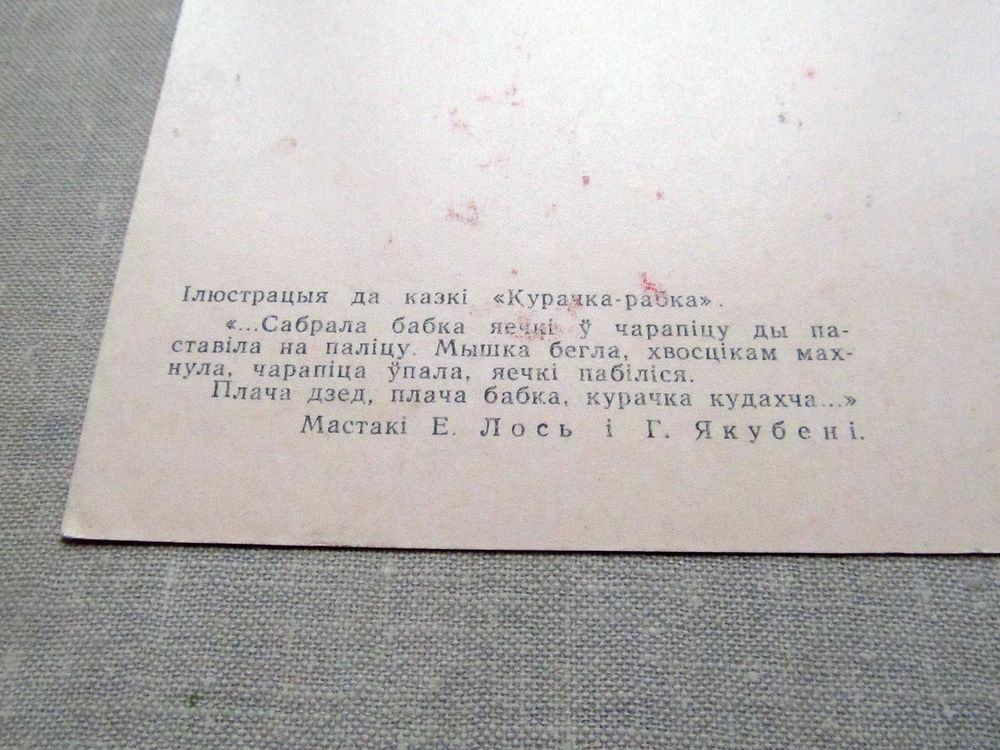 Ілюстрацыя да казкі «Курачка-рабка».
«...Сабрала бабка яечкі ў чарапіцу ды па-
ставіла на паліцу. Мышка бегла, хвосцікам мах-
нула, чарапіца ўпала, яечкі пабіліся.
Плача дзед, плача бабка, курачка кудахча...»
Мастакі Е. Лось і Г. Якубені.